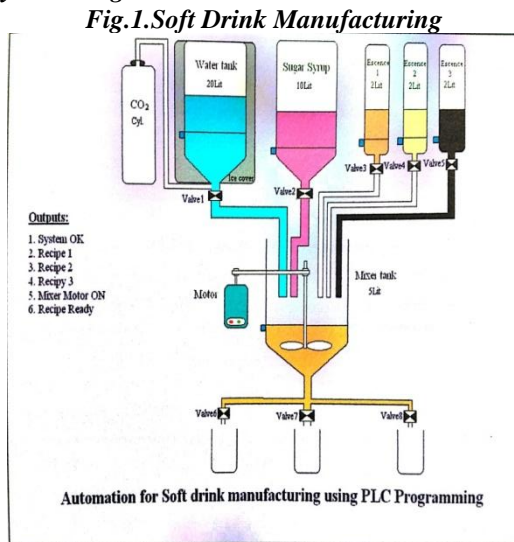 Fig.1.Soft Drink Manufacturing
Water tank
20Lit
Sugar Syrup
10Lit
Essence
1
2Lit
Essence
2
2Lit
Essence
3
2Lit
CO2
Cyl.
Ice cover
Valve1
Valve2
Valve3
Valve4
Valve5
Outputs:
1. System OK
2. Recipe 1
3. Recipe 2
4. Recipy 3
5. Mixer Motor ON
6. Recipe Ready
Motor
Mixer tank
5Lit
Valve6
Valve7
Valve8
Automation for Soft drink manufacturing using PLC Programming